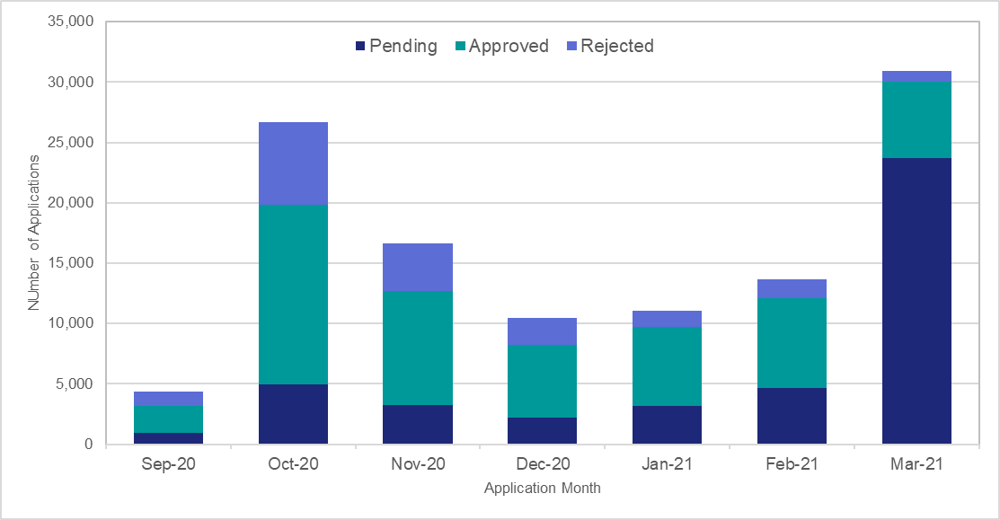 Pending Approved Rejected
35,000
30,000
25,000
20,000
15,000
10,000
5,000
0
NUmber of Applications
Sep-20 Oct-20 Nov-20 Dec-20 Jan-21 Feb-21 Mar-21
Application Month